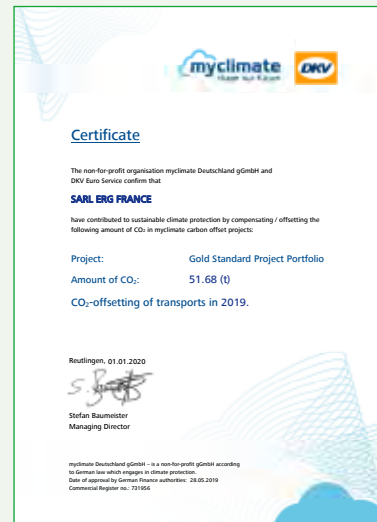 myclimate
DKV
Certificate
The non-for-profit organisation myclimate Deutschland gGmbH and
DKV Euro Service confirm that
SARL ERG FRANCE
have contributed to sustainable climate protection by compensating / offsetting the
following amount of CO₂ in myclimate carbon offset projects:
Project: Gold Standard Project Portfolio
Amount of CO₂: 51.68 (t)
CO₂-offsetting of transports in 2019.
Reutlingen, 01.01.2020
Stefan Baumeister
Managing Director
myclimate Deutschland gGmbH – is a non-for-profit gGmbH according
to German law which engages in climate protection.
Date of approval by German Finance authorities: 28.05.2019
Commercial Register no.: 731956